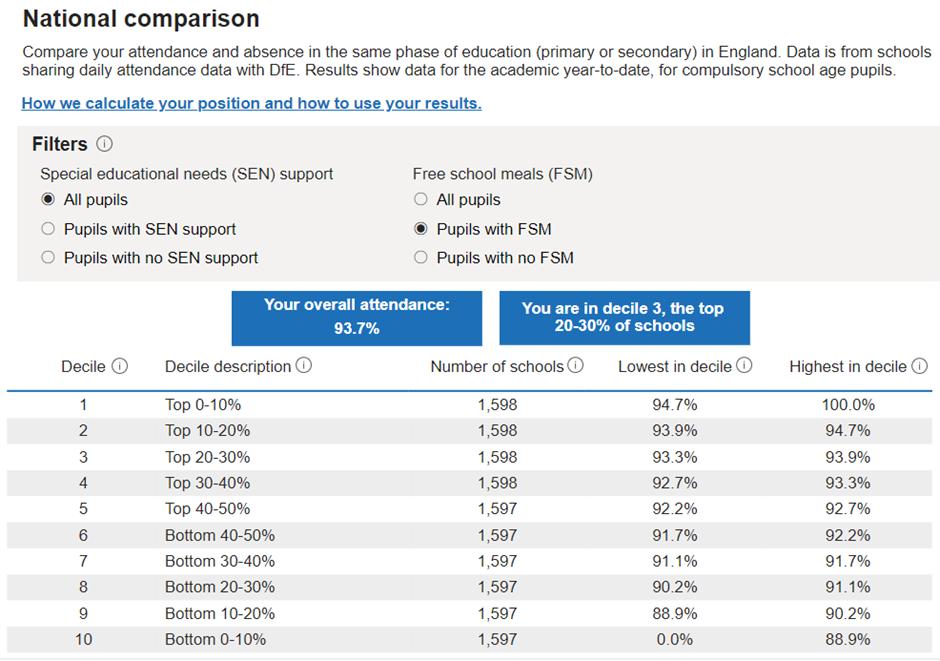 National comparison
Compare your attendance and absence in the same phase of education (primary or secondary) in England. Data is from schools
sharing daily attendance data with DfE. Results show data for the academic year-to-date, for compulsory school age pupils.
How we calculate your position and how to use your results.
Filters
Special educational needs (SEN) support
All pupils
Pupils with SEN support
Pupils with no SEN support
Free school meals (FSM)
All pupils
Pupils with FSM
Pupils with no FSM
Your overall attendance:
93.7%
You are in decile 3, the top
20-30% of schools
Decile Decile description Number of schools Lowest in decile Highest in decile
1 Top 0-10% 1,598 94.7% 100.0%
2 Top 10-20% 1,598 93.9% 94.7%
3 Top 20-30% 1,598 93.3% 93.9%
4 Top 30-40% 1,598 92.7% 93.3%
5 Top 40-50% 1,597 92.2% 92.7%
6 Bottom 40-50% 1,597 91.7% 92.2%
7 Bottom 30-40% 1,597 91.1% 91.7%
8 Bottom 20-30% 1,597 90.2% 91.1%
9 Bottom 10-20% 1,597 88.9% 90.2%
10 Bottom 0-10% 1,597 0.0% 88.9%